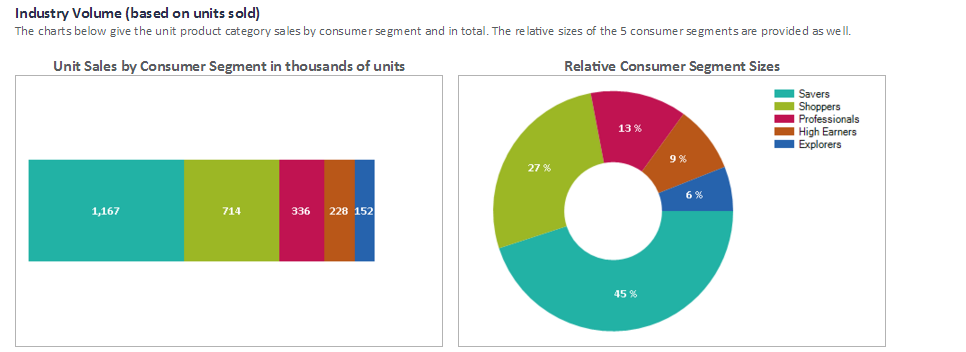 Industry Volume (based on units sold)
The charts below give the unit product category sales by consumer segment and in total. The relative sizes of the 5 consumer segments are provided as well.
Unit Sales by Consumer Segment in thousands of units
1,167
714
336
228
152
Relative Consumer Segment Sizes
Savers
Shoppers
Professionals
High Earners
Explorers
13 %
9 %
27 %
6 %
45 %